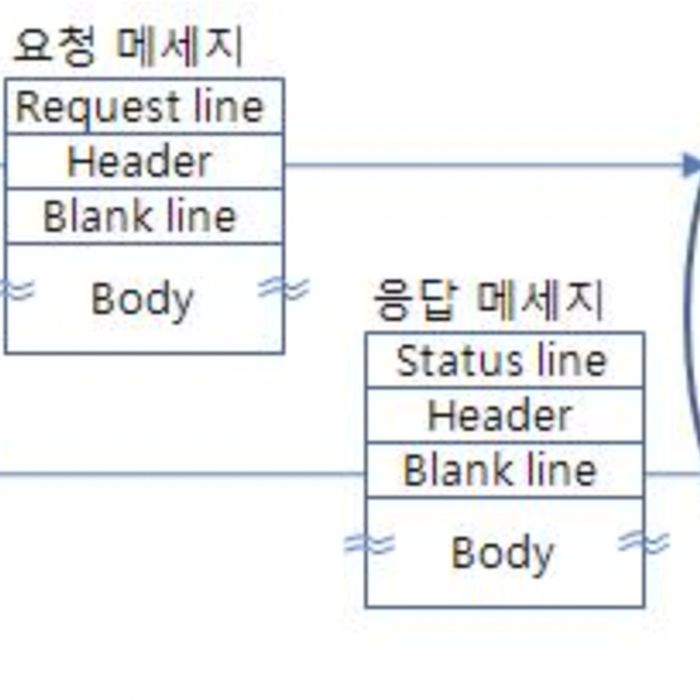 요청 메세지
Request line
Header
Blank line
Body
응답 메세지
Status line
Header
Blank line
Body